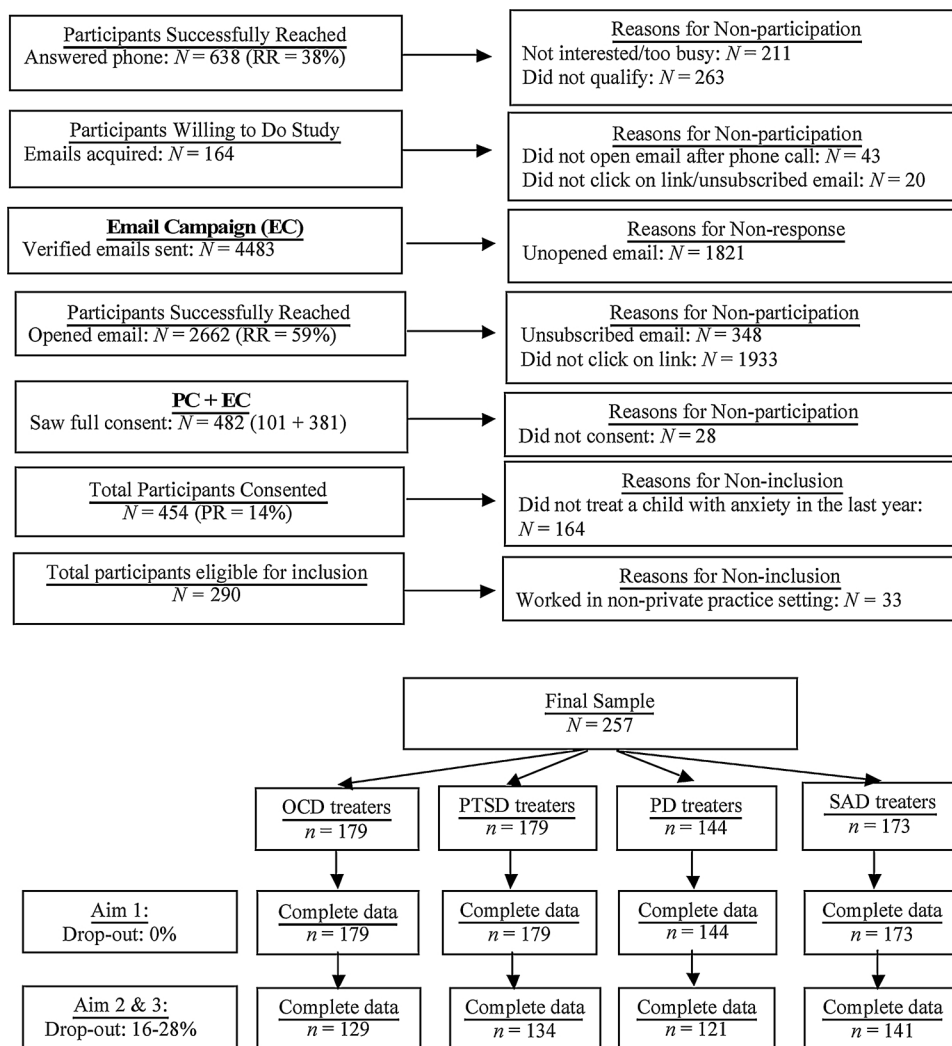 Participants Successfully Reached
Answered phone: N = 638 (RR = 38%)
Reasons for Non-participation
Not interested/too busy: N = 211
Did not qualify: N = 263
Participants Willing to Do Study
Emails acquired: N = 164
Reasons for Non-participation
Did not open email after phone call: N = 43
Did not click on link/unsubscribed email: N = 20
Email Campaign (EC)
Verified emails sent: N = 4483
Reasons for Non-response
Unopened email: N = 1821
Participants Successfully Reached
Opened email: N = 2662 (RR = 59%)
Reasons for Non-participation
Unsubscribed email: N = 348
Did not click on link: N = 1933
PC + EC
Saw full consent: N = 482 (101 + 381)
Reasons for Non-participation
Did not consent: N = 28
Total Participants Consented
N = 454 (PR = 14%)
Reasons for Non-inclusion
Did not treat a child with anxiety in the last year:
N = 164
Total participants eligible for inclusion
N = 290
Reasons for Non-inclusion
Worked in non-private practice setting: N = 33
Final Sample
N = 257
OCD treaters
n = 179
PTSD treaters
n = 179
PD treaters
n = 144
SAD treaters
n = 173
Aim 1:
Drop-out: 0%
Complete data
n = 179
Complete data
n = 179
Complete data
n = 144
Complete data
n = 173
Aim 2 & 3:
Drop-out: 16-28%
Complete data
n = 129
Complete data
n = 134
Complete data
n = 121
Complete data
n = 141